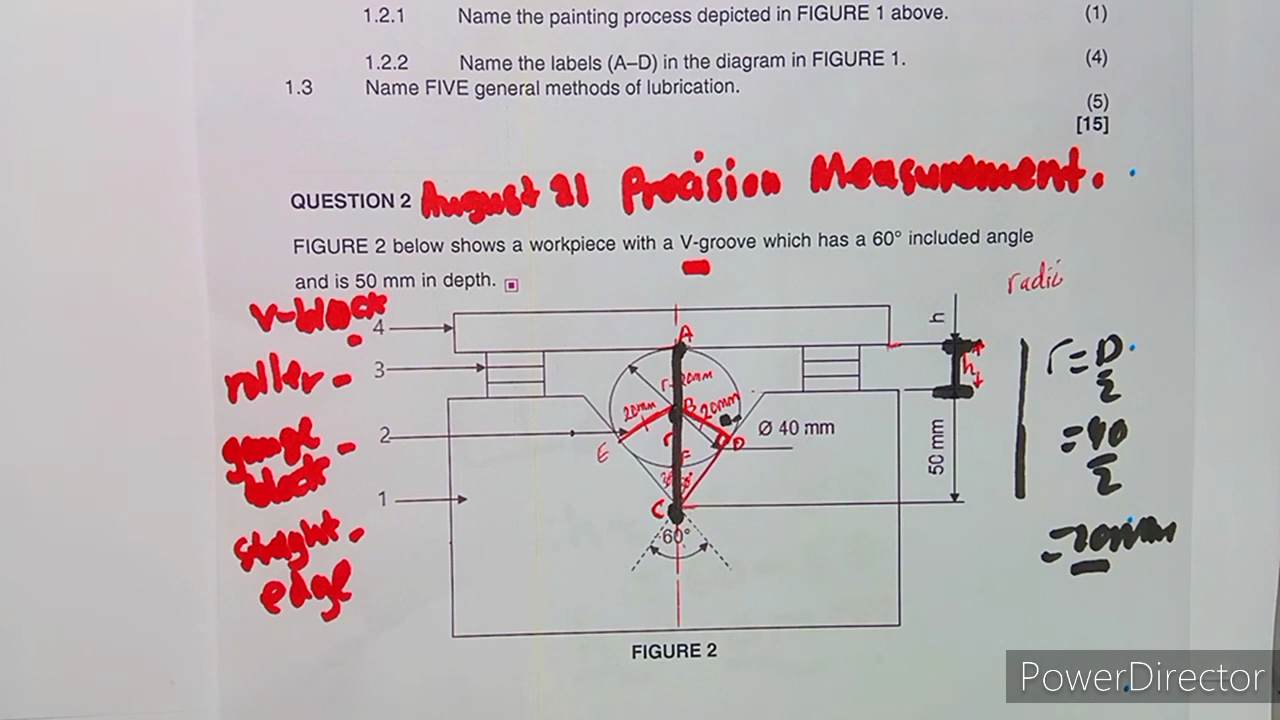 1.2.1 Name the painting process depicted in FIGURE 1 above. (1)
1.2.2 Name the labels (A–D) in the diagram in FIGURE 1. (4)
1.3 Name FIVE general methods of lubrication.
(5)
[15]
QUESTION 2 August 21 Precision Measurement.
FIGURE 2 below shows a workpiece with a V-groove which has a 60° included angle
and is 50 mm in depth.
radii
V-block
4
roller
3
gauge
block
2
1
straght
edge
A
r=20mm
20mm
B
20mm
E
D
F
30°
C
60°
Ø 40 mm
h
h
50 mm
r=D
2
=40
2
=20mm
FIGURE 2
PowerDirector